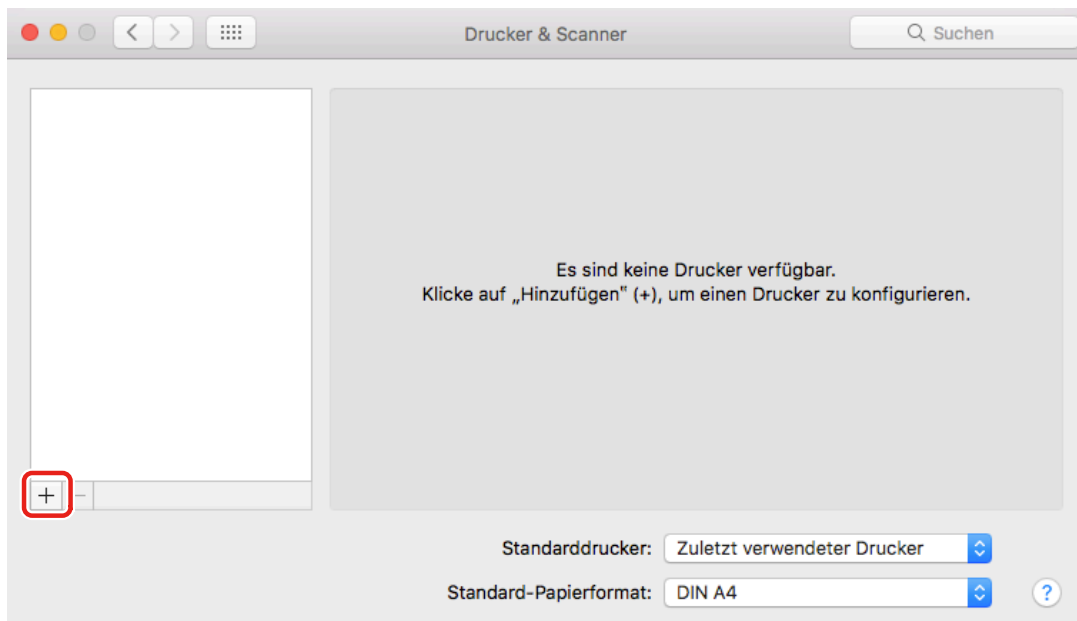 Drucker & Scanner
Suchen
Es sind keine Drucker verfügbar.
Klicke auf „Hinzufügen" (+), um einen Drucker zu konfigurieren.
+ −
Standarddrucker: Zuletzt verwendeter Drucker
Standard-Papierformat: DIN A4
?